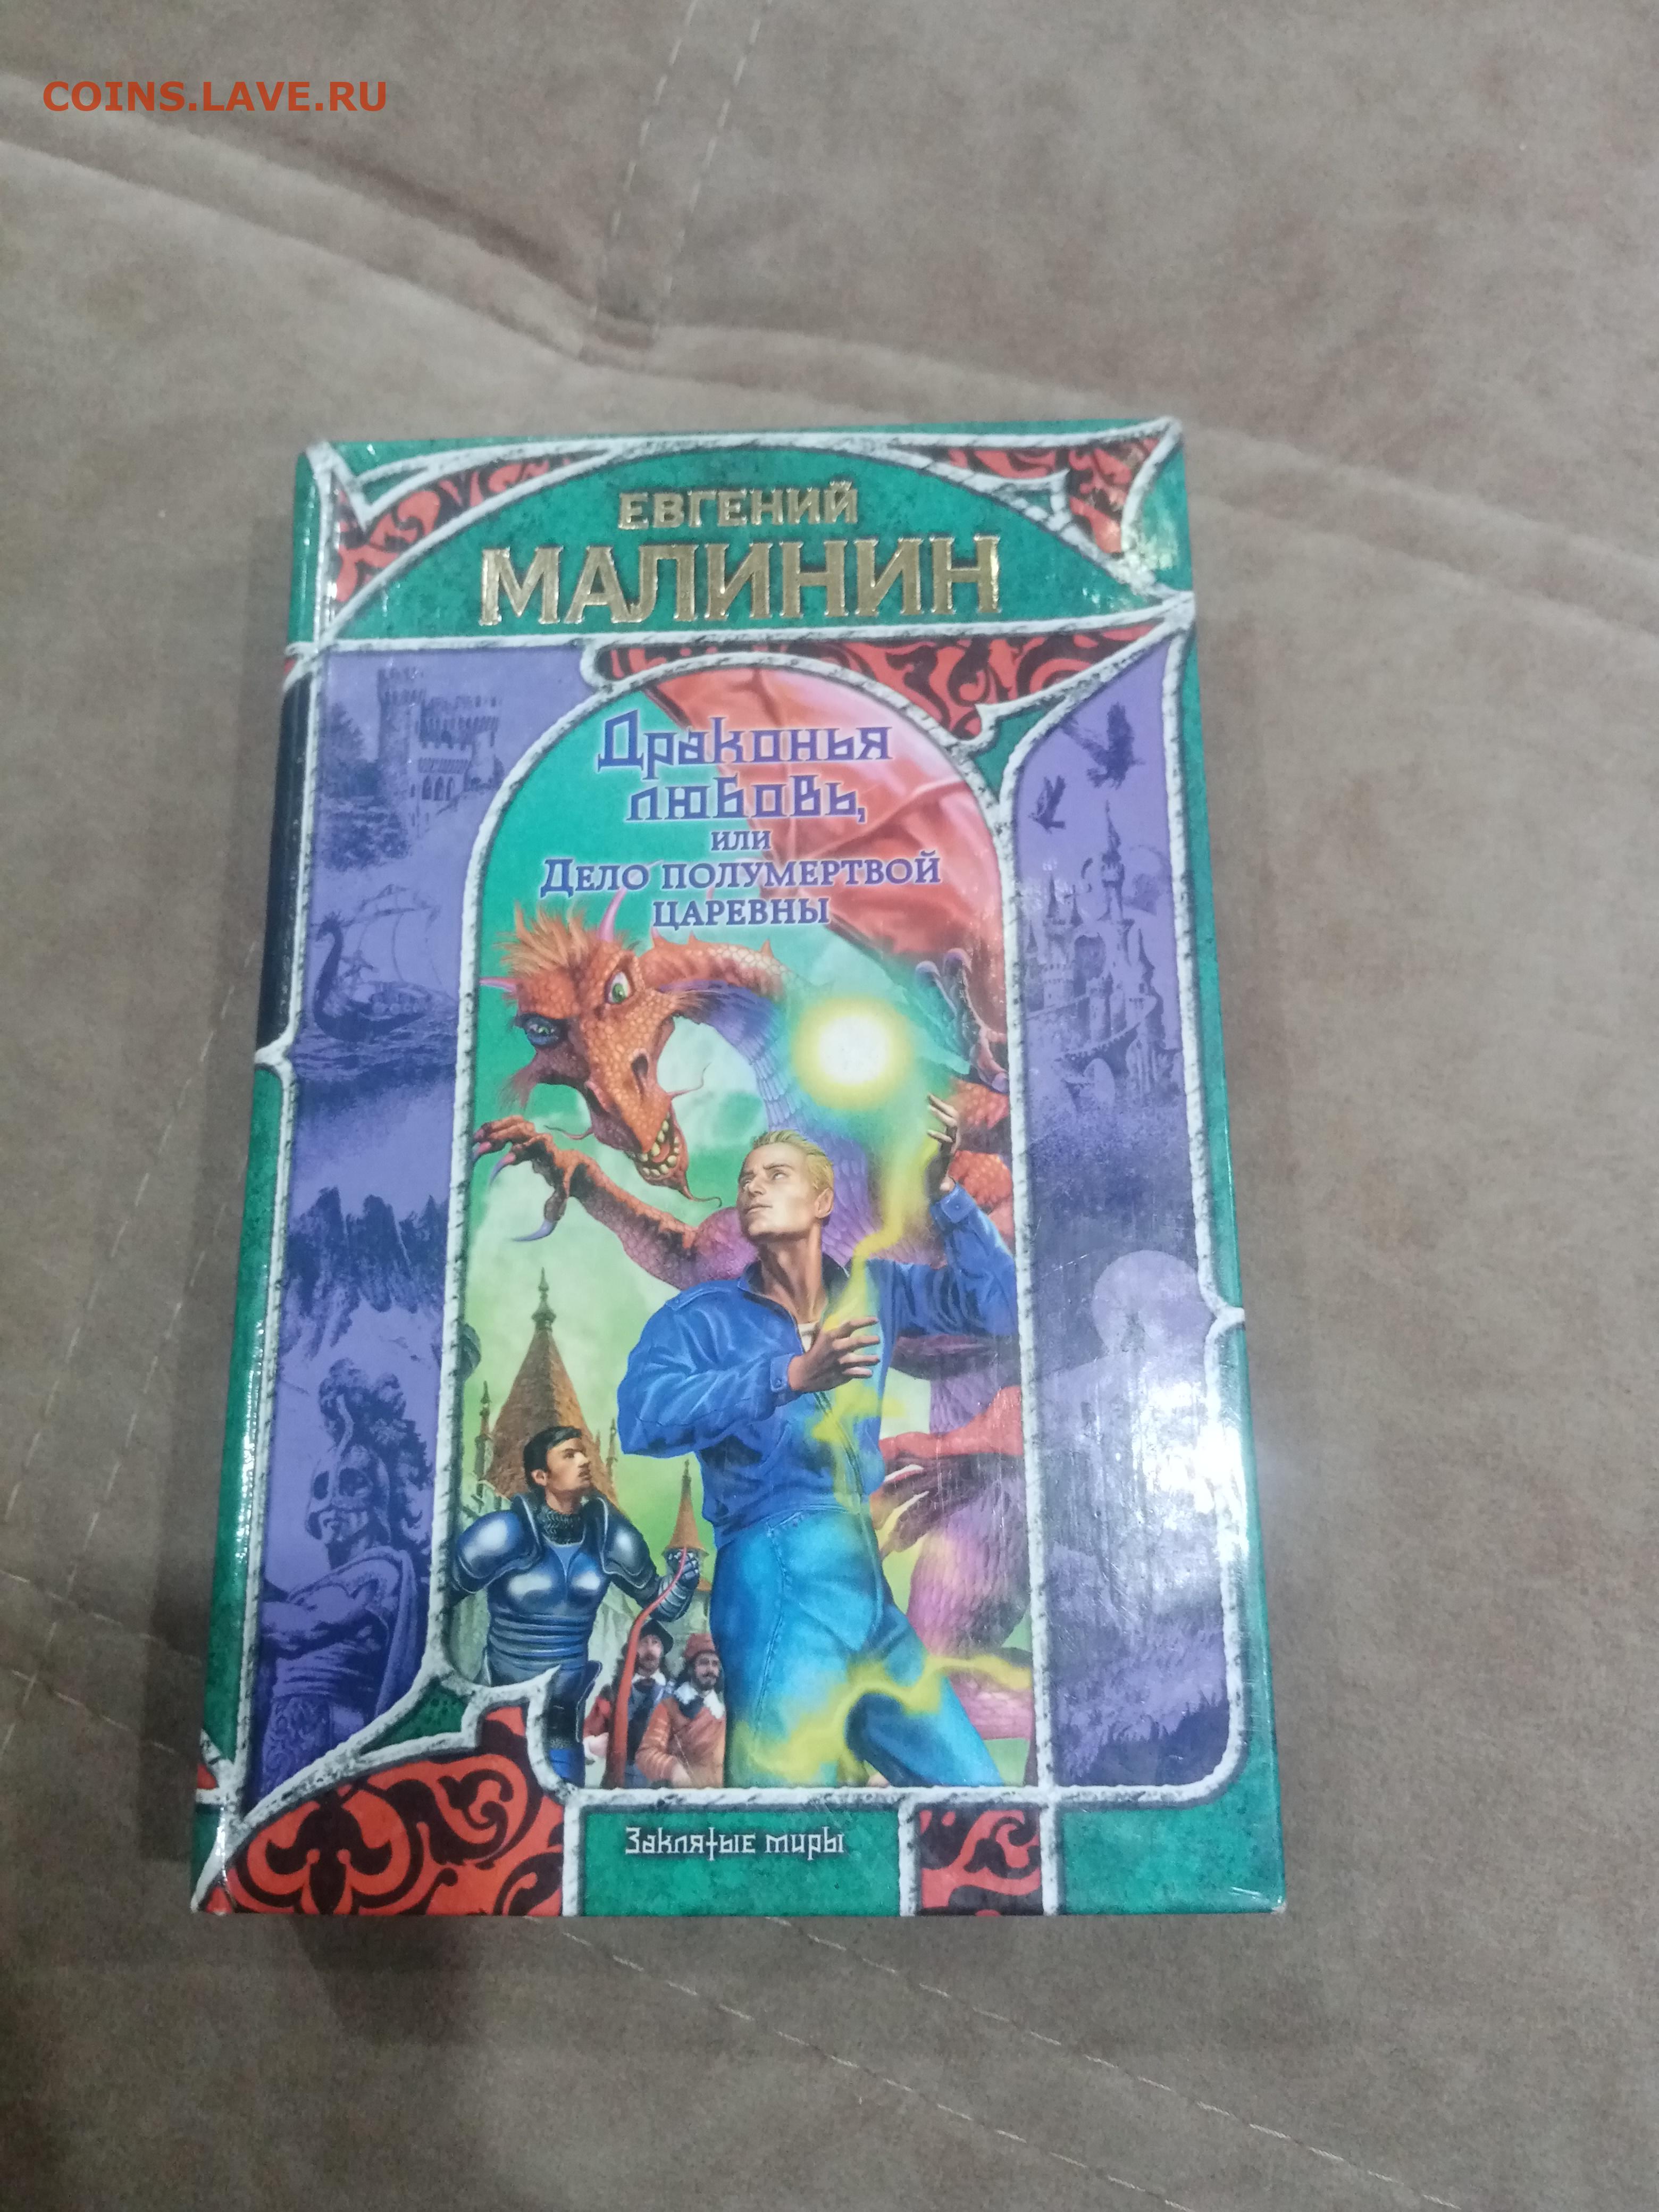 COINS.LAVE.RU
ЕВГЕНИЙ
МАЛИНИН
Драконья
любовь,
или
Дело полумертвой
царевны
Заклятые миры